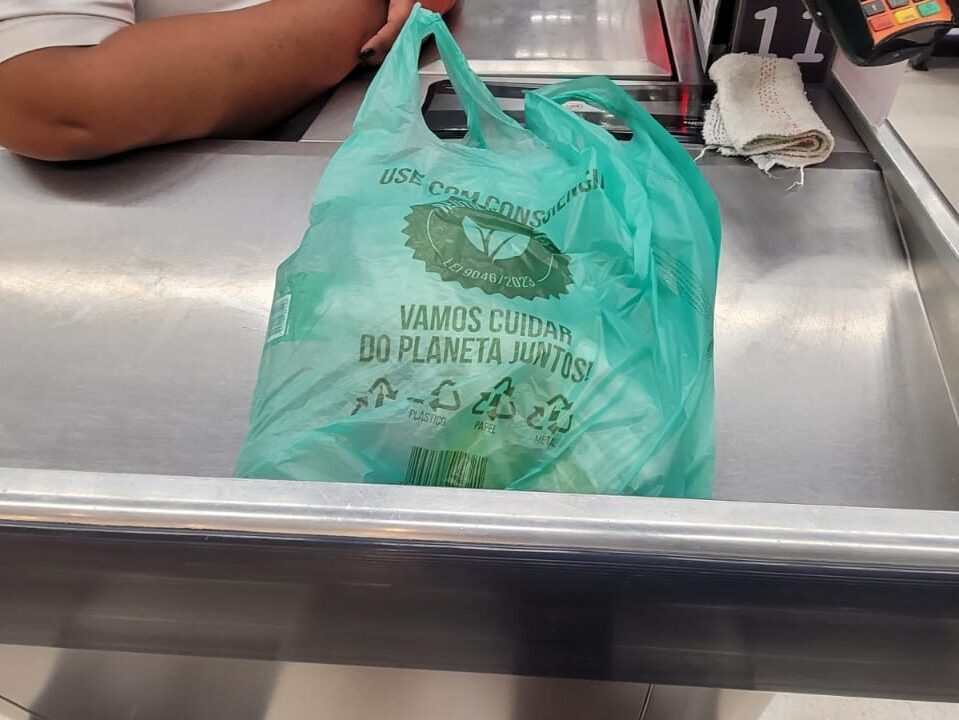 11
USE COM CONSCIÊNCIA
LEI 9046/2023
VAMOS CUIDAR
DO PLANETA JUNTOS!
PLÁSTICO
PAPEL
METAL